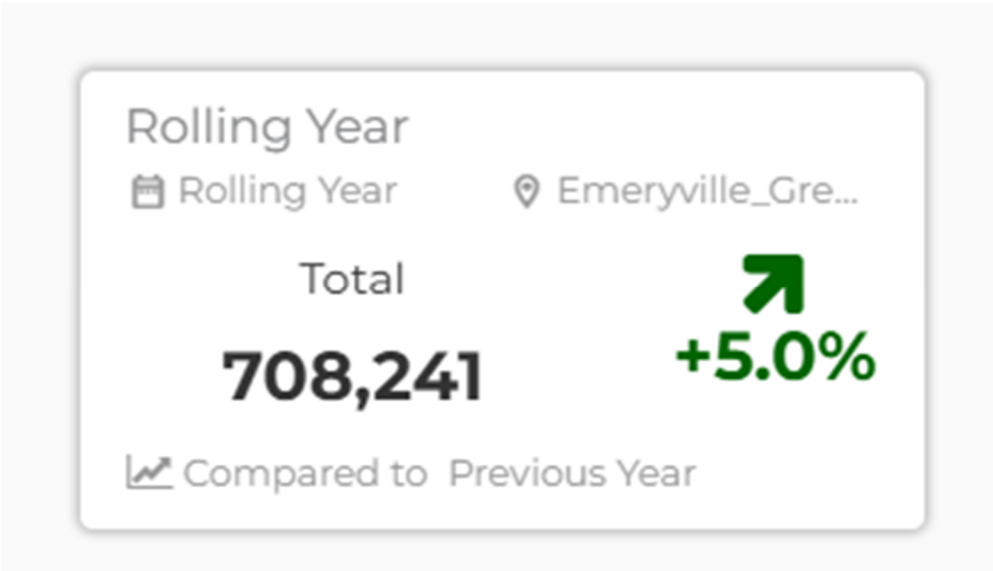 Rolling Year
Rolling Year Emeryville_Gre...
Total
708,241
+5.0%
Compared to Previous Year